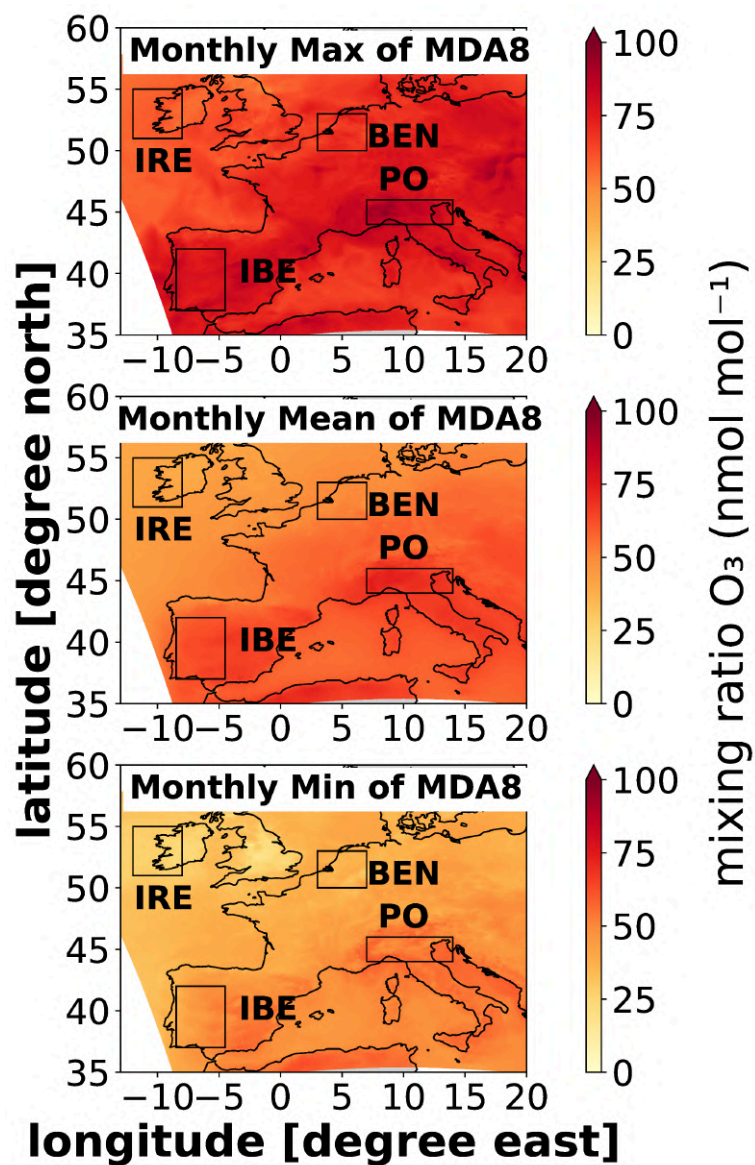 Monthly Max of MDA8
60
55
50
45
40
35
IRE
BEN
PO
IBE
−10 −5 0 5 10 15 20
100
75
50
25
0
Monthly Mean of MDA8
60
55
50
45
40
35
IRE
BEN
PO
IBE
−10 −5 0 5 10 15 20
100
75
50
25
0
Monthly Min of MDA8
60
55
50
45
40
35
IRE
BEN
PO
IBE
−10 −5 0 5 10 15 20
100
75
50
25
0
latitude [degree north]
longitude [degree east]
mixing ratio O₃ (nmol mol⁻¹)